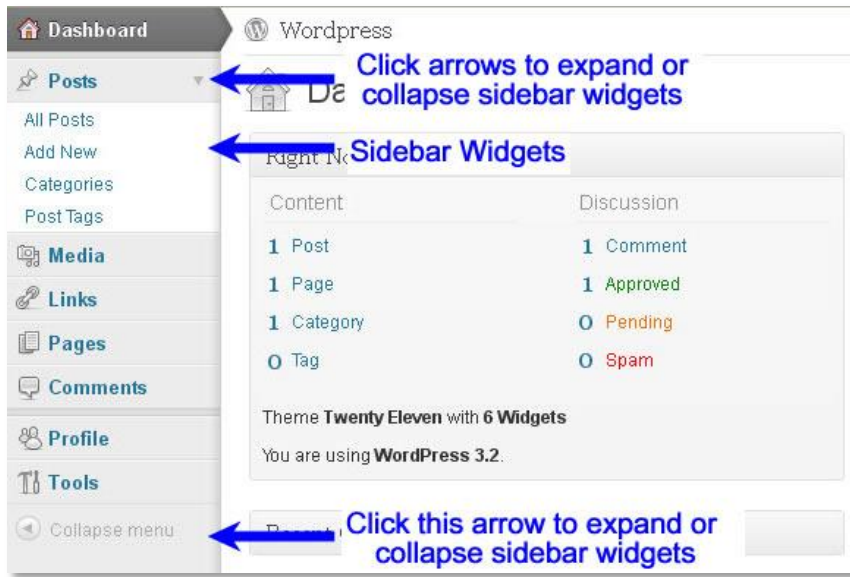 Dashboard
Posts
All Posts
Add New
Categories
Post Tags
Media
Links
Pages
Comments
Profile
Tools
Collapse menu
Wordpress
Click arrows to expand or
collapse sidebar widgets
Da
Sidebar Widgets
Right No
Content
1 Post
1 Page
1 Category
0 Tag
Discussion
1 Comment
1 Approved
0 Pending
0 Spam
Theme Twenty Eleven with 6 Widgets
You are using WordPress 3.2.
Click this arrow to expand or
collapse sidebar widgets